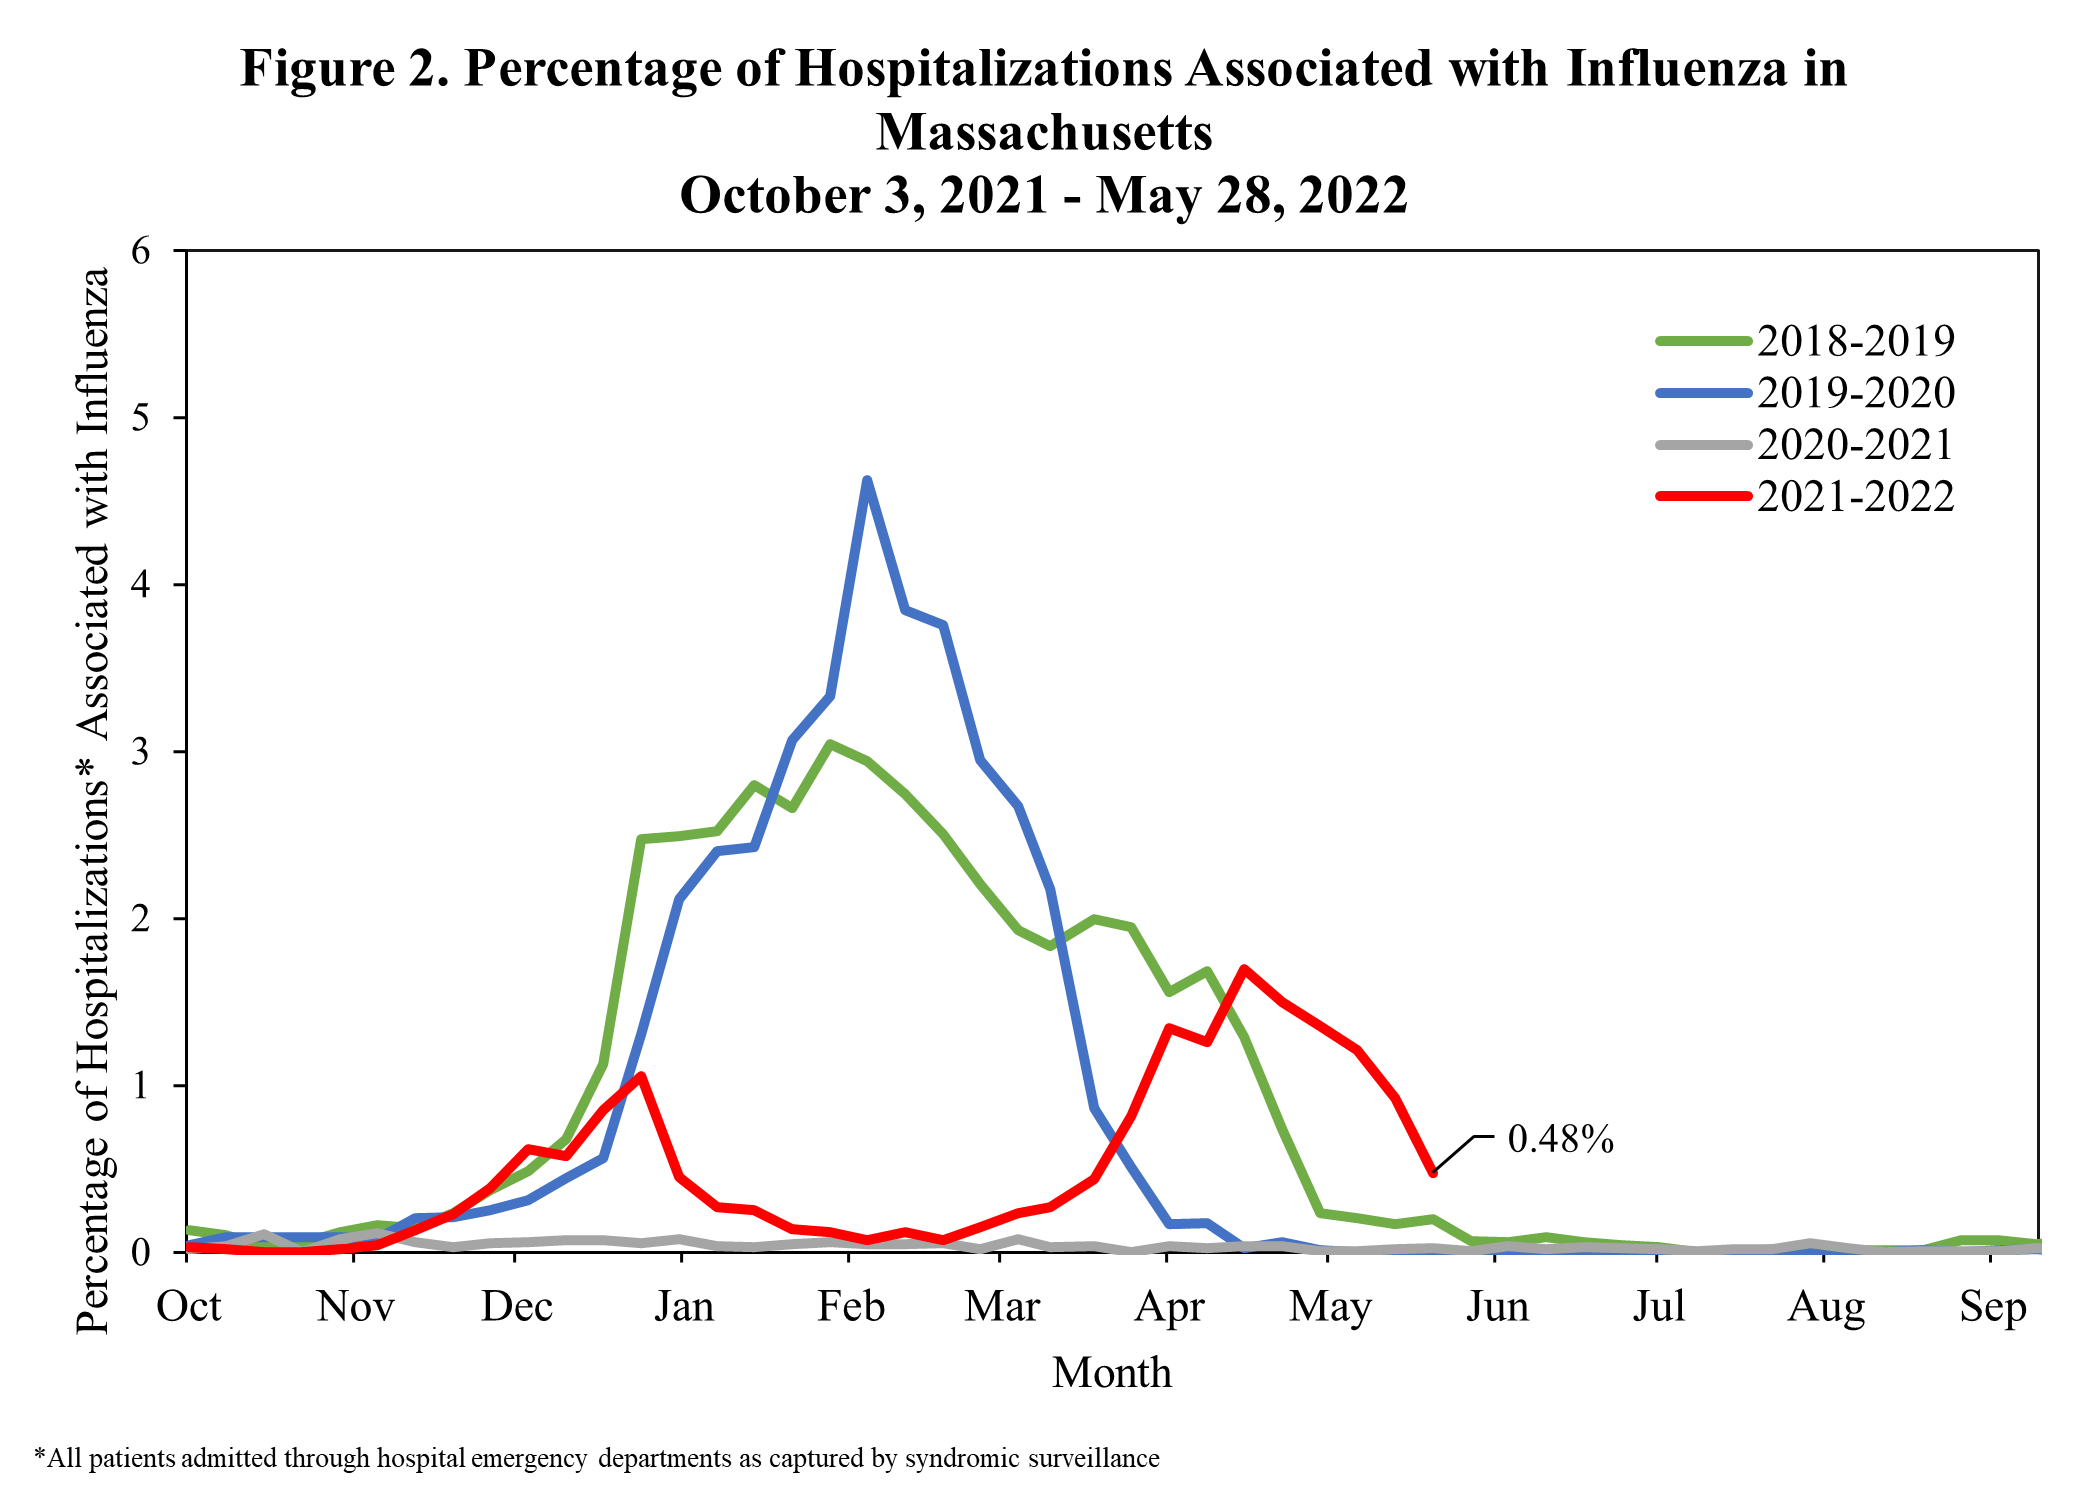 Figure 2. Percentage of Hospitalizations Associated with Influenza in
Massachusetts
October 3, 2021 - May 28, 2022
Percentage of Hospitalizations* Associated with Influenza
6
5
4
3
2
1
0
2018-2019
2019-2020
2020-2021
2021-2022
0.48%
Oct Nov Dec Jan Feb Mar Apr May Jun Jul Aug Sep
Month
*All patients admitted through hospital emergency departments as captured by syndromic surveillance